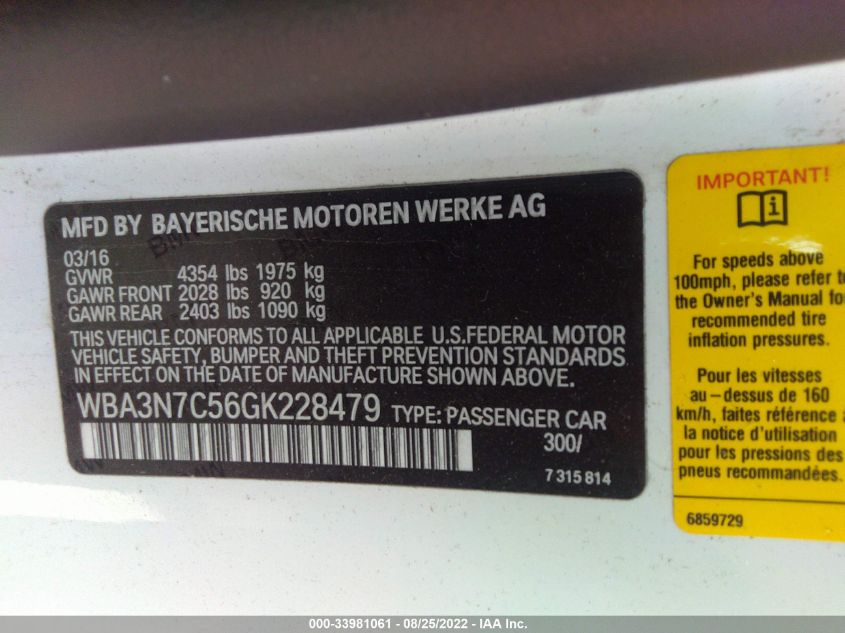 MFD BY BAYERISCHE MOTOREN WERKE AG
03/16
GVWR 4354 lbs 1975 kg
GAWR FRONT 2028 lbs 920 kg
GAWR REAR 2403 lbs 1090 kg
THIS VEHICLE CONFORMS TO ALL APPLICABLE U.S.FEDERAL MOTOR
VEHICLE SAFETY, BUMPER AND THEFT PREVENTION STANDARDS
IN EFFECT ON THE DATE OF MANUFACTURE SHOWN ABOVE.
WBA3N7C56GK228479 TYPE: PASSENGER CAR
300/
7 315 814
IMPORTANT!
For speeds above
100mph, please refer to
the Owner's Manual for
recommended tire
inflation pressures.
Pour les vitesses
au-dessus de 160
km/h, faites référence
la notice d'utilisation
pour les pressions des
pneus recommandées.
6859729
000-33981061 - 08/25/2022 - IAA Inc.